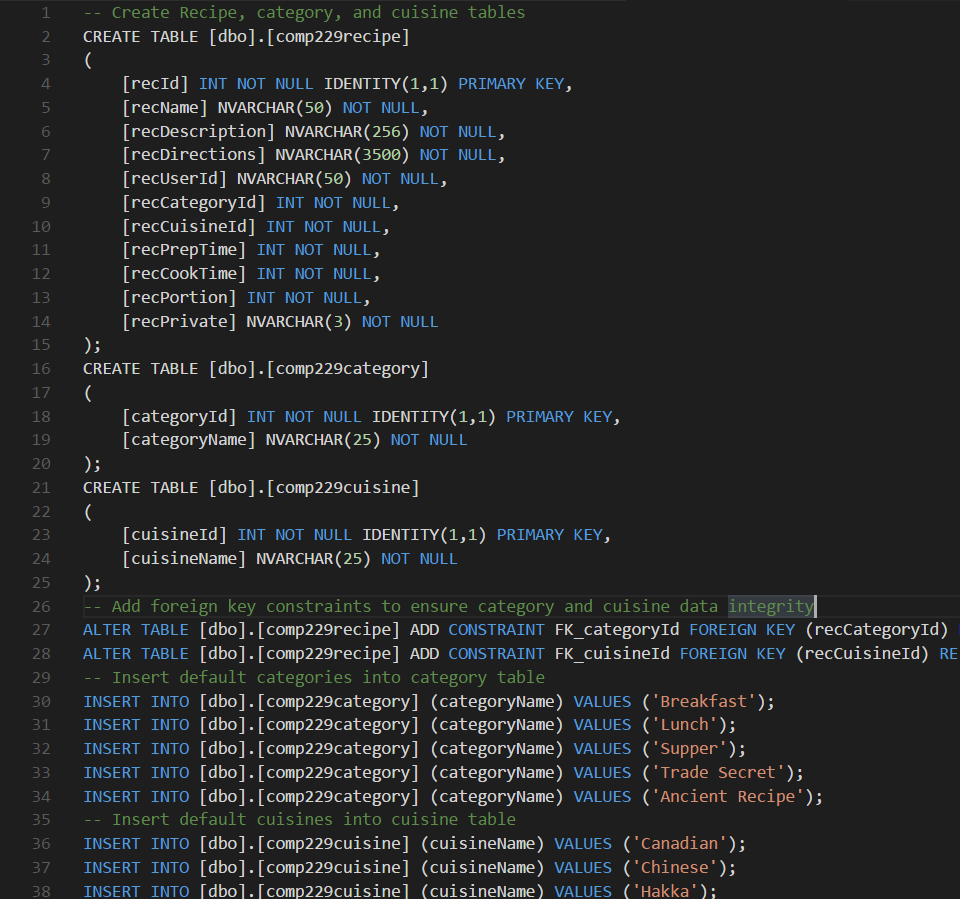 1 -- Create Recipe, category, and cuisine tables
2 CREATE TABLE [dbo].[comp229recipe]
3 (
4 [recId] INT NOT NULL IDENTITY(1,1) PRIMARY KEY,
5 [recName] NVARCHAR(50) NOT NULL,
6 [recDescription] NVARCHAR(256) NOT NULL,
7 [recDirections] NVARCHAR(3500) NOT NULL,
8 [recUserId] NVARCHAR(50) NOT NULL,
9 [recCategoryId] INT NOT NULL,
10 [recCuisineId] INT NOT NULL,
11 [recPrepTime] INT NOT NULL,
12 [recCookTime] INT NOT NULL,
13 [recPortion] INT NOT NULL,
14 [recPrivate] NVARCHAR(3) NOT NULL
15 );
16 CREATE TABLE [dbo].[comp229category]
17 (
18 [categoryId] INT NOT NULL IDENTITY(1,1) PRIMARY KEY,
19 [categoryName] NVARCHAR(25) NOT NULL
20 );
21 CREATE TABLE [dbo].[comp229cuisine]
22 (
23 [cuisineId] INT NOT NULL IDENTITY(1,1) PRIMARY KEY,
24 [cuisineName] NVARCHAR(25) NOT NULL
25 );
26 -- Add foreign key constraints to ensure category and cuisine data integrity
27 ALTER TABLE [dbo].[comp229recipe] ADD CONSTRAINT FK_categoryId FOREIGN KEY (recCategoryId)
28 ALTER TABLE [dbo].[comp229recipe] ADD CONSTRAINT FK_cuisineId FOREIGN KEY (recCuisineId) RE
29 -- Insert default categories into category table
30 INSERT INTO [dbo].[comp229category] (categoryName) VALUES ('Breakfast');
31 INSERT INTO [dbo].[comp229category] (categoryName) VALUES ('Lunch');
32 INSERT INTO [dbo].[comp229category] (categoryName) VALUES ('Supper');
33 INSERT INTO [dbo].[comp229category] (categoryName) VALUES ('Trade Secret');
34 INSERT INTO [dbo].[comp229category] (categoryName) VALUES ('Ancient Recipe');
35 -- Insert default cuisines into cuisine table
36 INSERT INTO [dbo].[comp229cuisine] (cuisineName) VALUES ('Canadian');
37 INSERT INTO [dbo].[comp229cuisine] (cuisineName) VALUES ('Chinese');
38 INSERT INTO [dbo].[comp229cuisine] (cuisineName) VALUES ('Hakka');